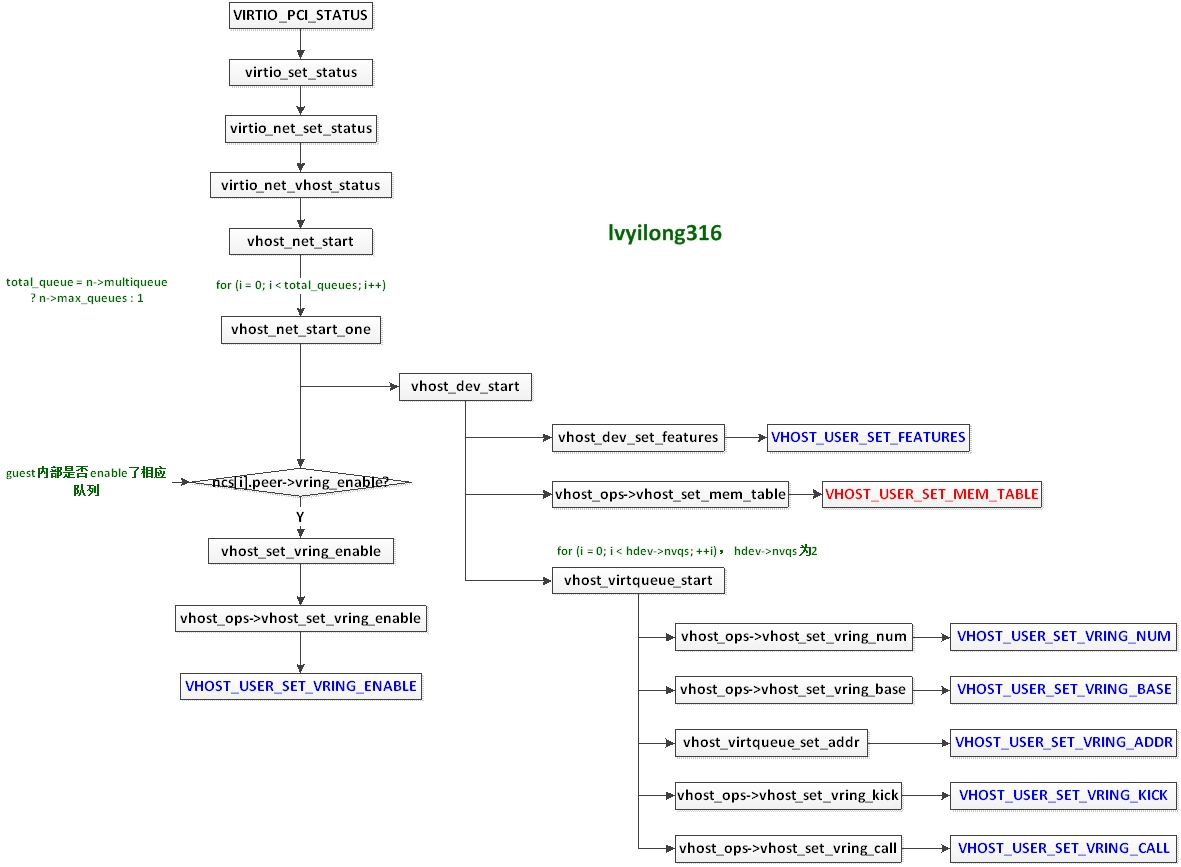 VIRTIO_PCI_STATUS
virtio_set_status
virtio_net_set_status
virtio_net_vhost_status
lvyilong316
vhost_net_start
total_queue = n->multiqueue
? n->max_queues : 1
for (i = 0; i < total_queues; i++)
vhost_net_start_one
vhost_dev_start
vhost_dev_set_features
VHOST_USER_SET_FEATURES
guest内部是否enable了相应
队列
ncs[i].peer->vring_enable?
vhost_ops->vhost_set_mem_table
VHOST_USER_SET_MEM_TABLE
Y
vhost_set_vring_enable
for (i = 0; i < hdev->nvqs; ++i)， hdev->nvqs为2
vhost_virtqueue_start
vhost_ops->vhost_set_vring_enable
vhost_ops->vhost_set_vring_num
VHOST_USER_SET_VRING_NUM
VHOST_USER_SET_VRING_ENABLE
vhost_ops->vhost_set_vring_base
VHOST_USER_SET_VRING_BASE
vhost_virtqueue_set_addr
VHOST_USER_SET_VRING_ADDR
vhost_ops->vhost_set_vring_kick
VHOST_USER_SET_VRING_KICK
vhost_ops->vhost_set_vring_call
VHOST_USER_SET_VRING_CALL